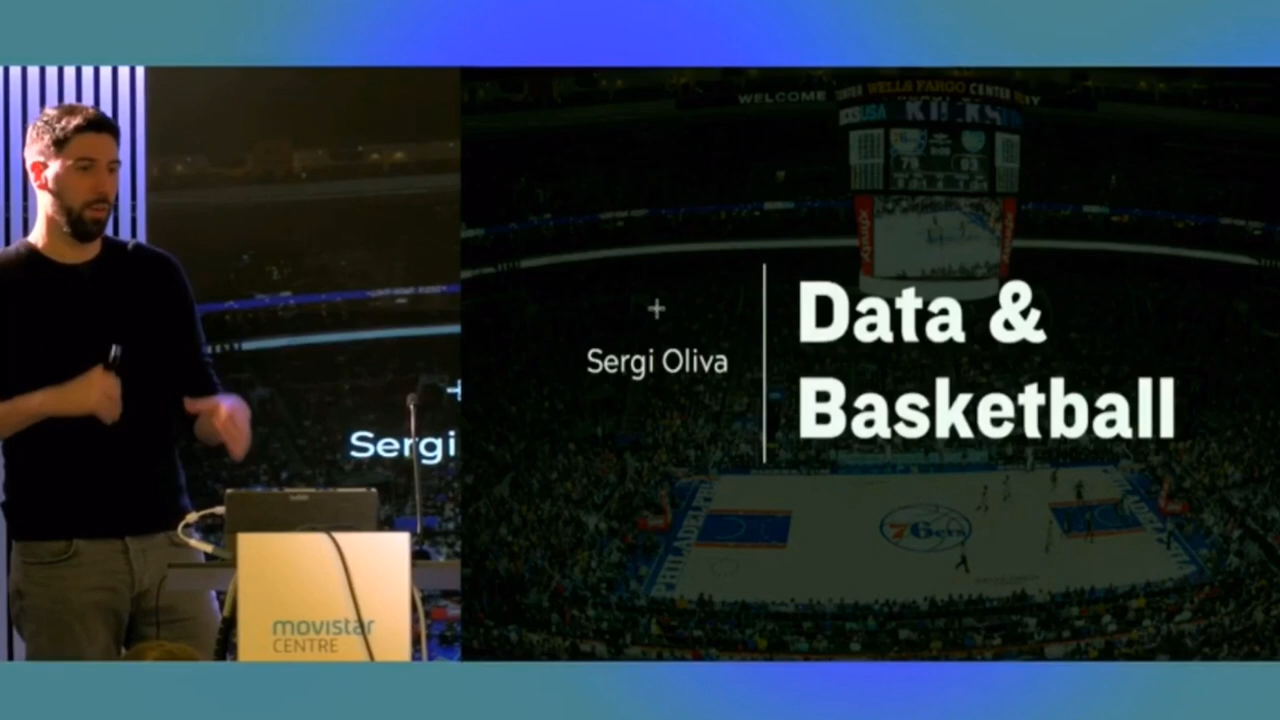 WELCOME
WELLS FARGO CENTER
+
Sergi Oliva
Data &
Basketball
+
Sergi
76ers
movistar
CENTRE